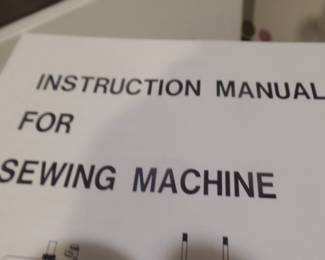 INSTRUCTION MANUAL
FOR
SEWING MACHINE